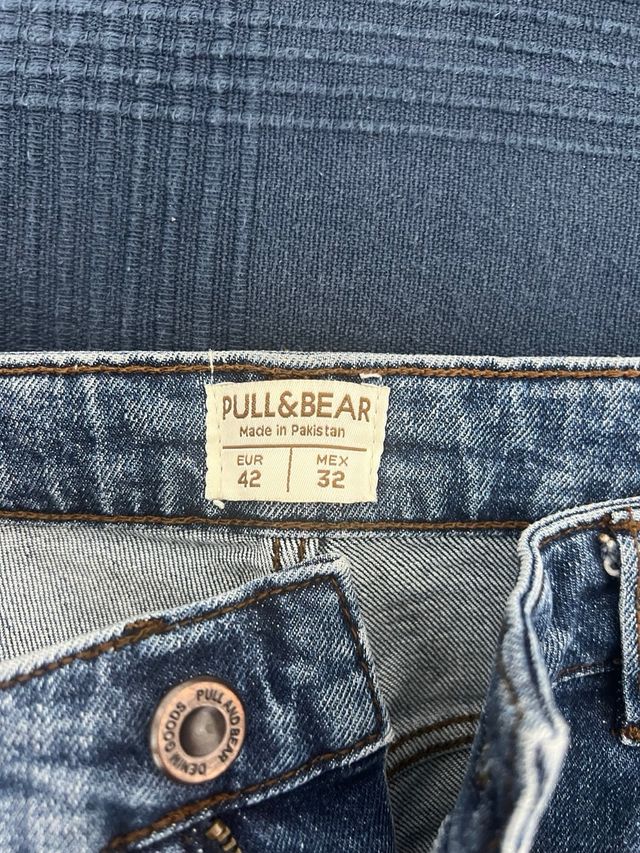 PULL&BEAR
Made in Pakistan
EUR MEX
42 32
PULL AND BEAR
DENIM GOODS